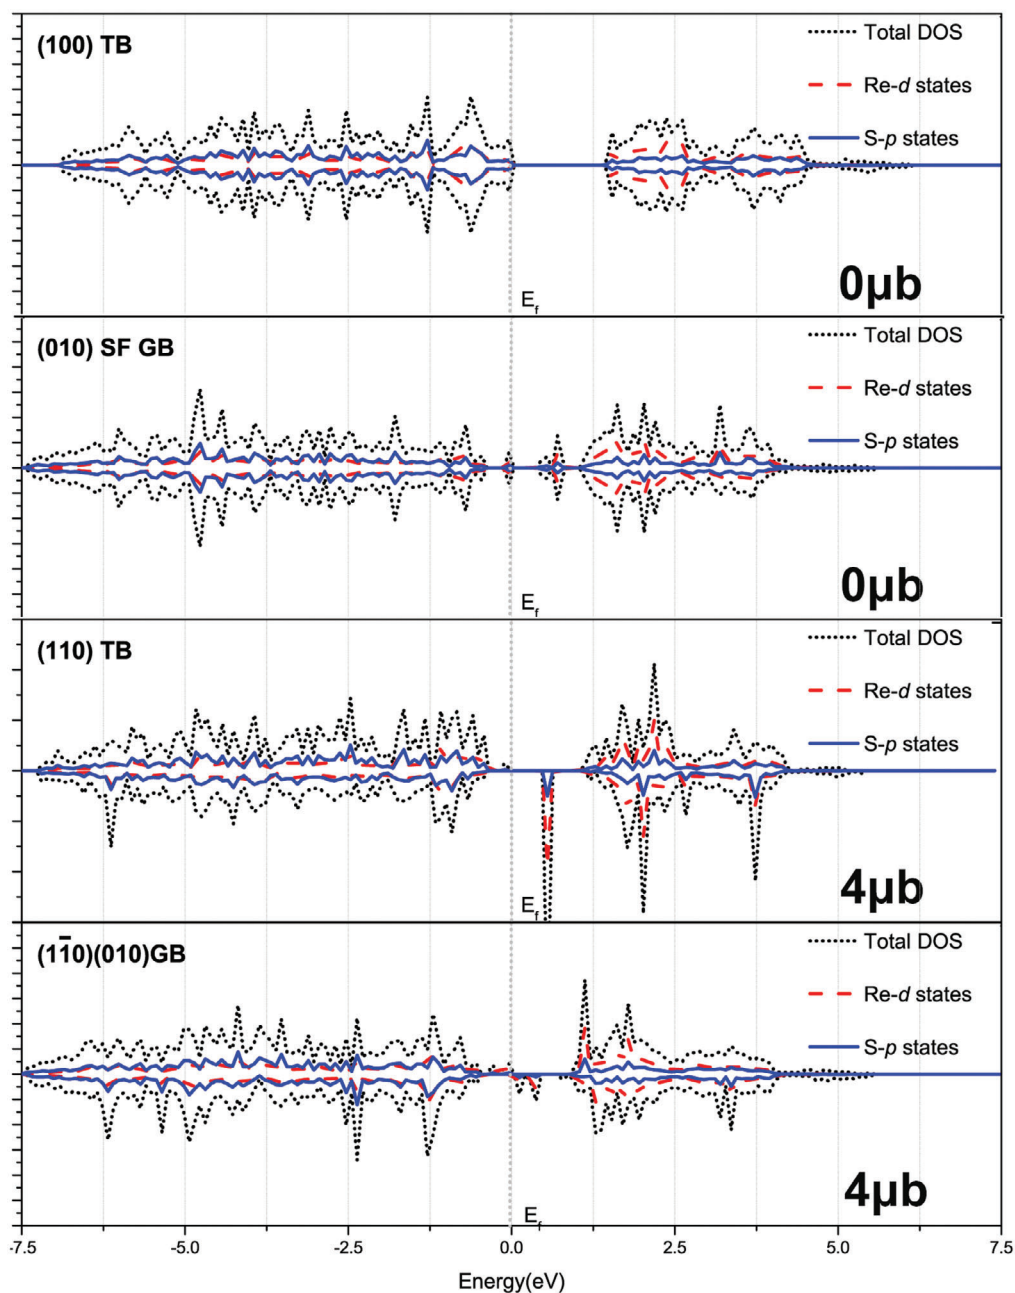 (100) TB
Total DOS
Re-d states
S-p states
0µb
E_f
(010) SF GB
Total DOS
Re-d states
S-p states
0µb
E_f
(110) TB
Total DOS
Re-d states
S-p states
4µb
E_f
(11̅0)(010)GB
Total DOS
Re-d states
S-p states
4µb
E_f
-7.5 -5.0 -2.5 0.0 2.5 5.0 7.5
Energy(eV)